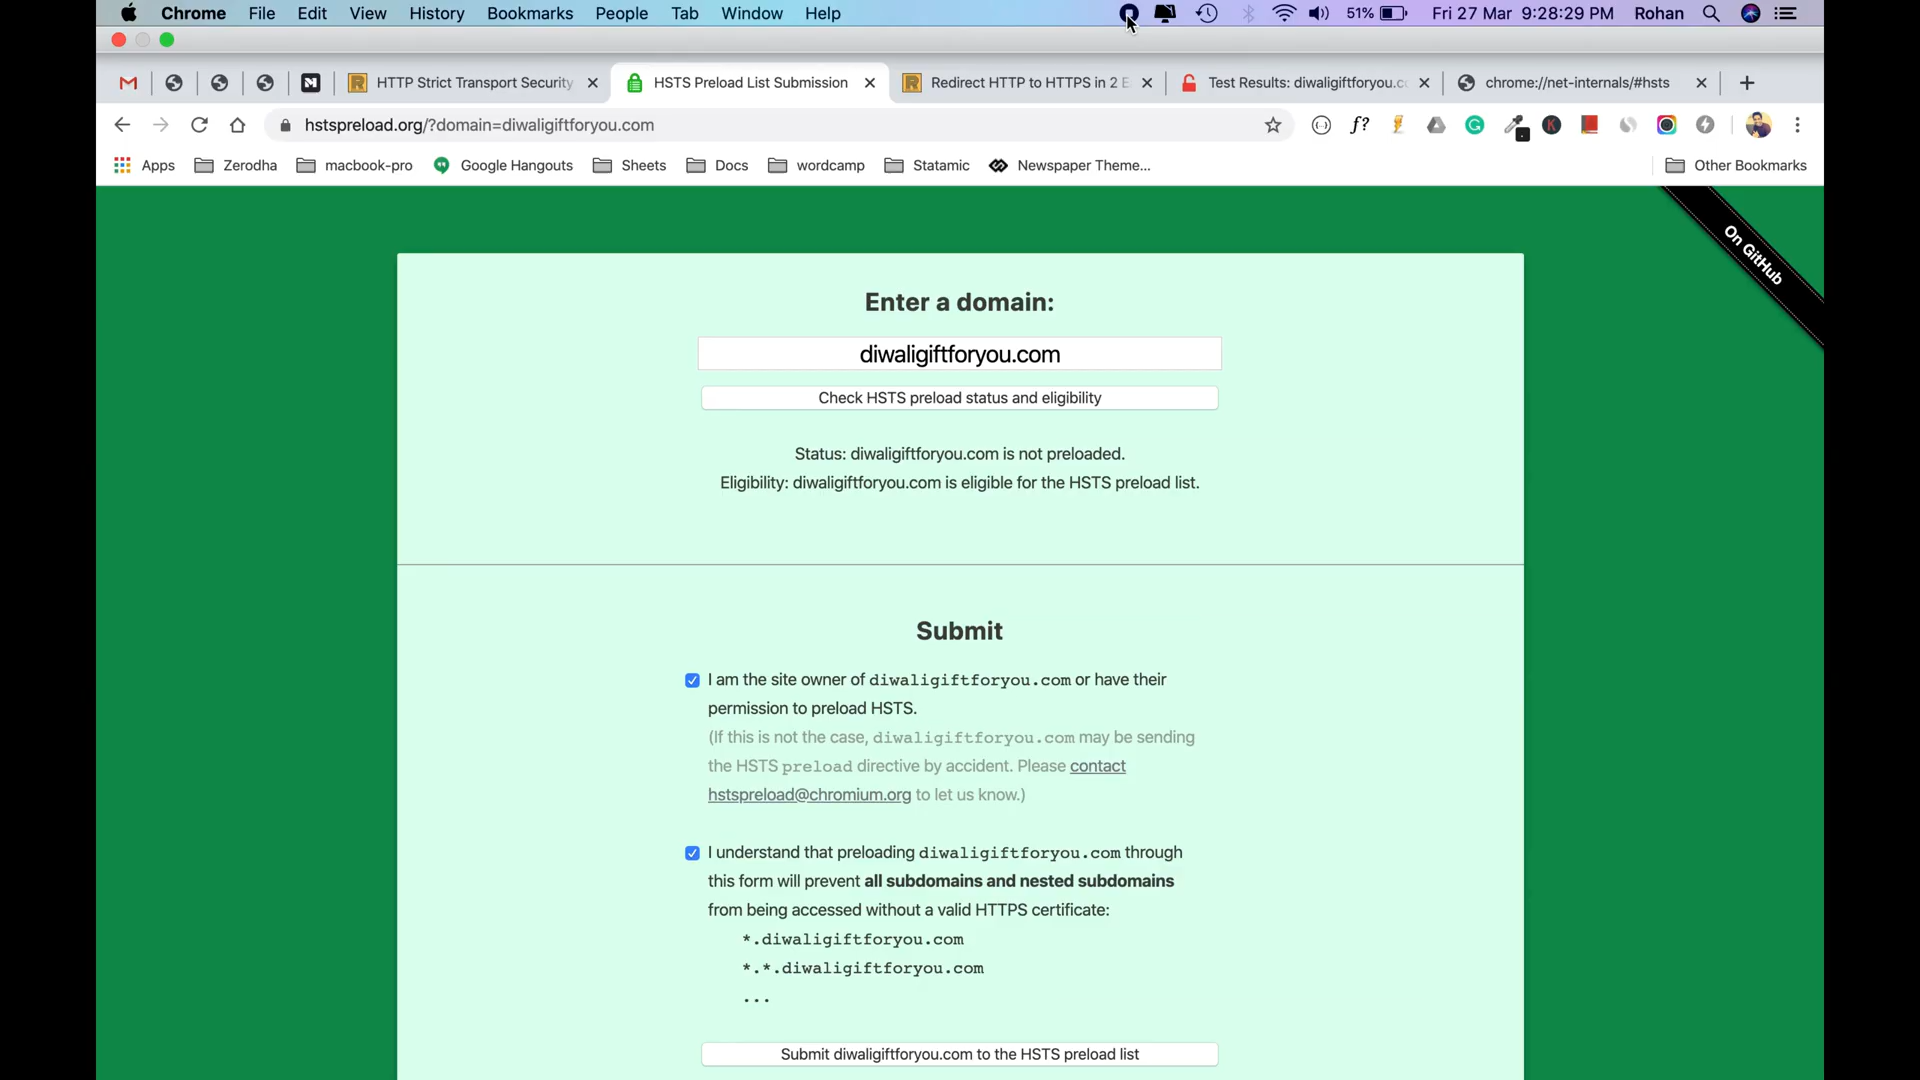 Chrome File Edit View History Bookmarks People Tab Window Help 51% Fri 27 Mar 9:28:29 PM Rohan
HTTP Strict Transport Security HSTS Preload List Submission Redirect HTTP to HTTPS in 2 E Test Results: diwaligiftforyou.co chrome://net-internals/#hsts
hstspreload.org/?domain=diwaligiftforyou.com f?
Apps Zerodha macbook-pro Google Hangouts Sheets Docs wordcamp Statamic Newspaper Theme... Other Bookmarks
On GitHub
Enter a domain:
diwaligiftforyou.com
Check HSTS preload status and eligibility
Status: diwaligiftforyou.com is not preloaded.
Eligibility: diwaligiftforyou.com is eligible for the HSTS preload list.
Submit
I am the site owner of diwaligiftforyou.com or have their
permission to preload HSTS.
(If this is not the case, diwaligiftforyou.com may be sending
the HSTS preload directive by accident. Please contact
hstspreload@chromium.org to let us know.)
I understand that preloading diwaligiftforyou.com through
this form will prevent all subdomains and nested subdomains
from being accessed without a valid HTTPS certificate:
*.diwaligiftforyou.com
*.*.diwaligiftforyou.com
...
Submit diwaligiftforyou.com to the HSTS preload list